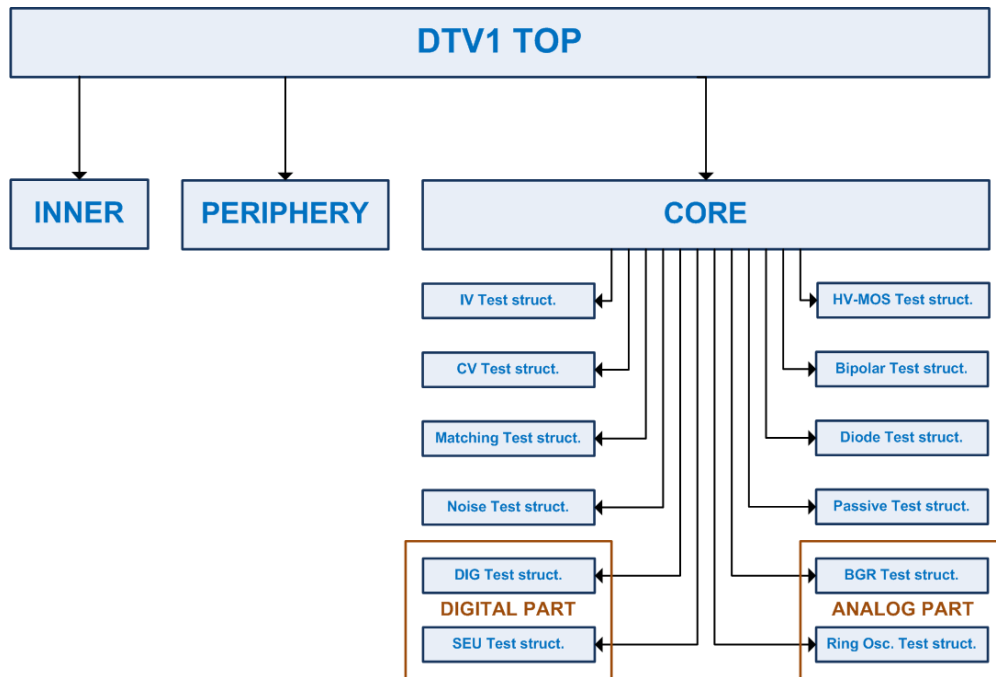 DTV1 TOP
INNER
PERIPHERY
CORE
IV Test struct.
HV-MOS Test struct.
CV Test struct.
Bipolar Test struct.
Matching Test struct.
Diode Test struct.
Noise Test struct.
Passive Test struct.
DIG Test struct.
BGR Test struct.
DIGITAL PART
ANALOG PART
SEU Test struct.
Ring Osc. Test struct.